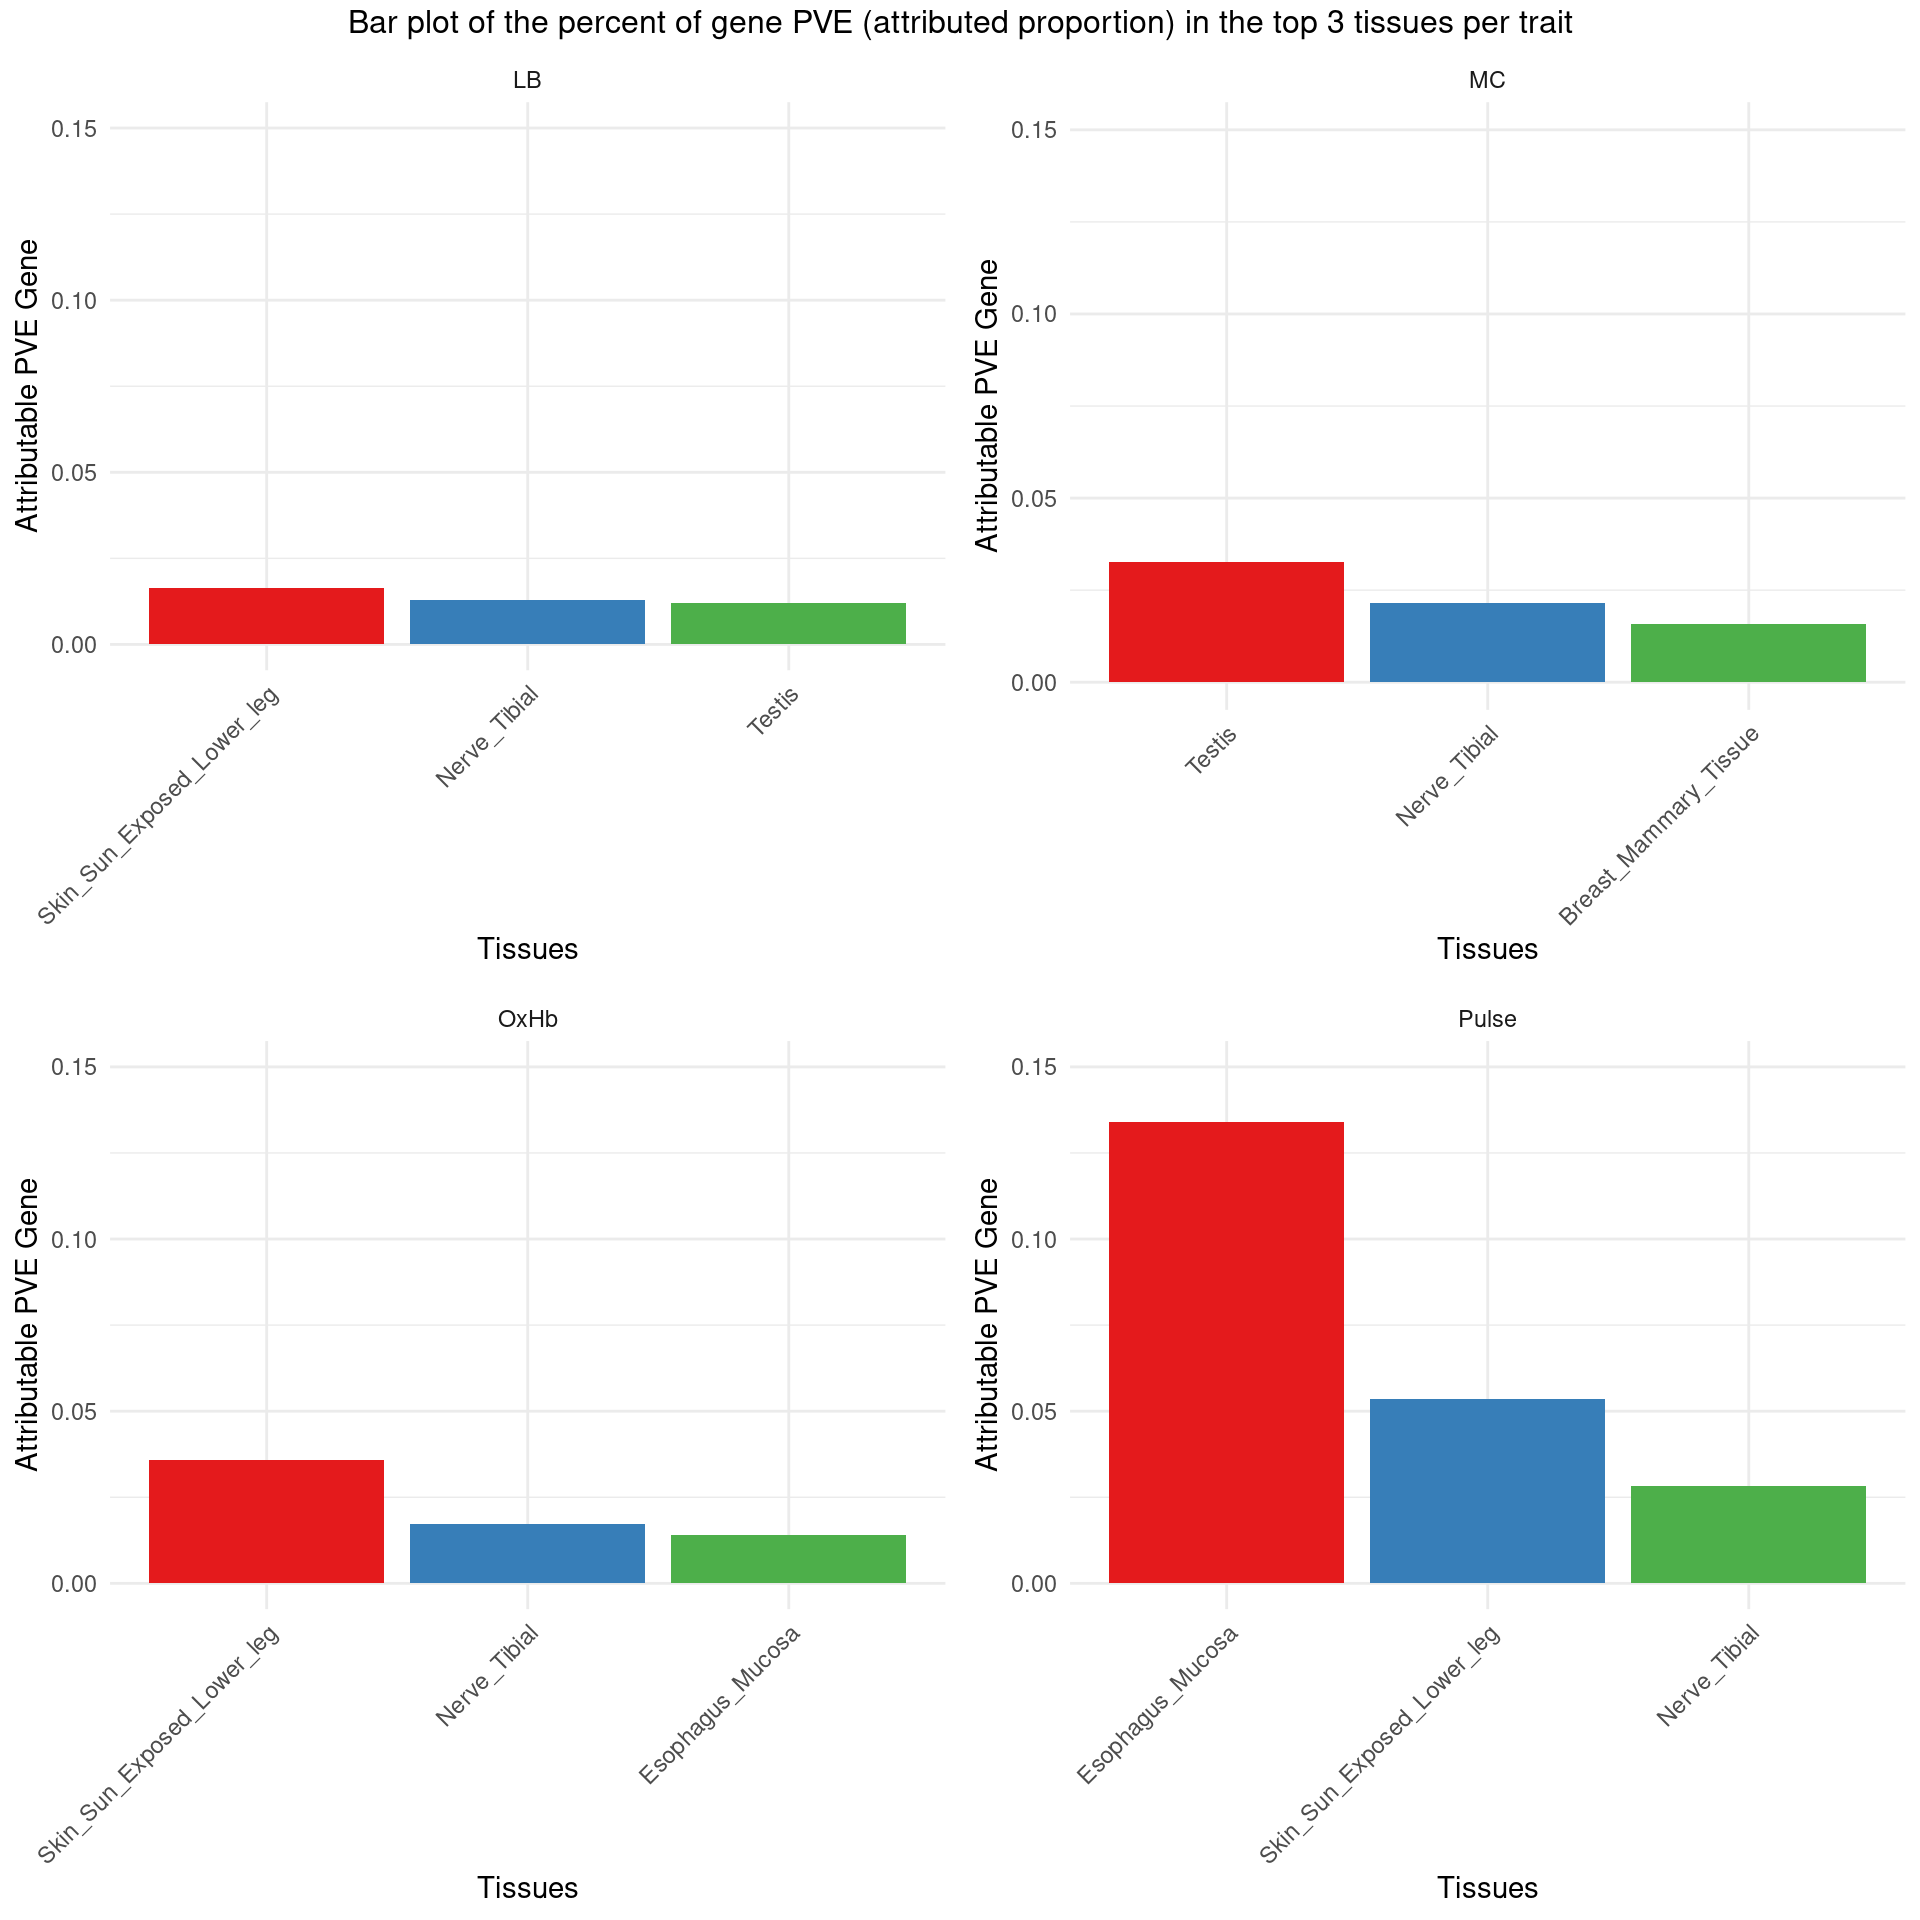 Bar plot of the percent of gene PVE (attributed proportion) in the top 3 tissues per trait
LB
Attributable PVE Gene
0.15
0.10
0.05
0.00
Skin_Sun_Exposed_Lower_leg
Nerve_Tibial
Testis
Tissues
MC
Attributable PVE Gene
0.15
0.10
0.05
0.00
Testis
Nerve_Tibial
Breast_Mammary_Tissue
Tissues
OxHb
Attributable PVE Gene
0.15
0.10
0.05
0.00
Skin_Sun_Exposed_Lower_leg
Nerve_Tibial
Esophagus_Mucosa
Tissues
Pulse
Attributable PVE Gene
0.15
0.10
0.05
0.00
Esophagus_Mucosa
Skin_Sun_Exposed_Lower_leg
Nerve_Tibial
Tissues